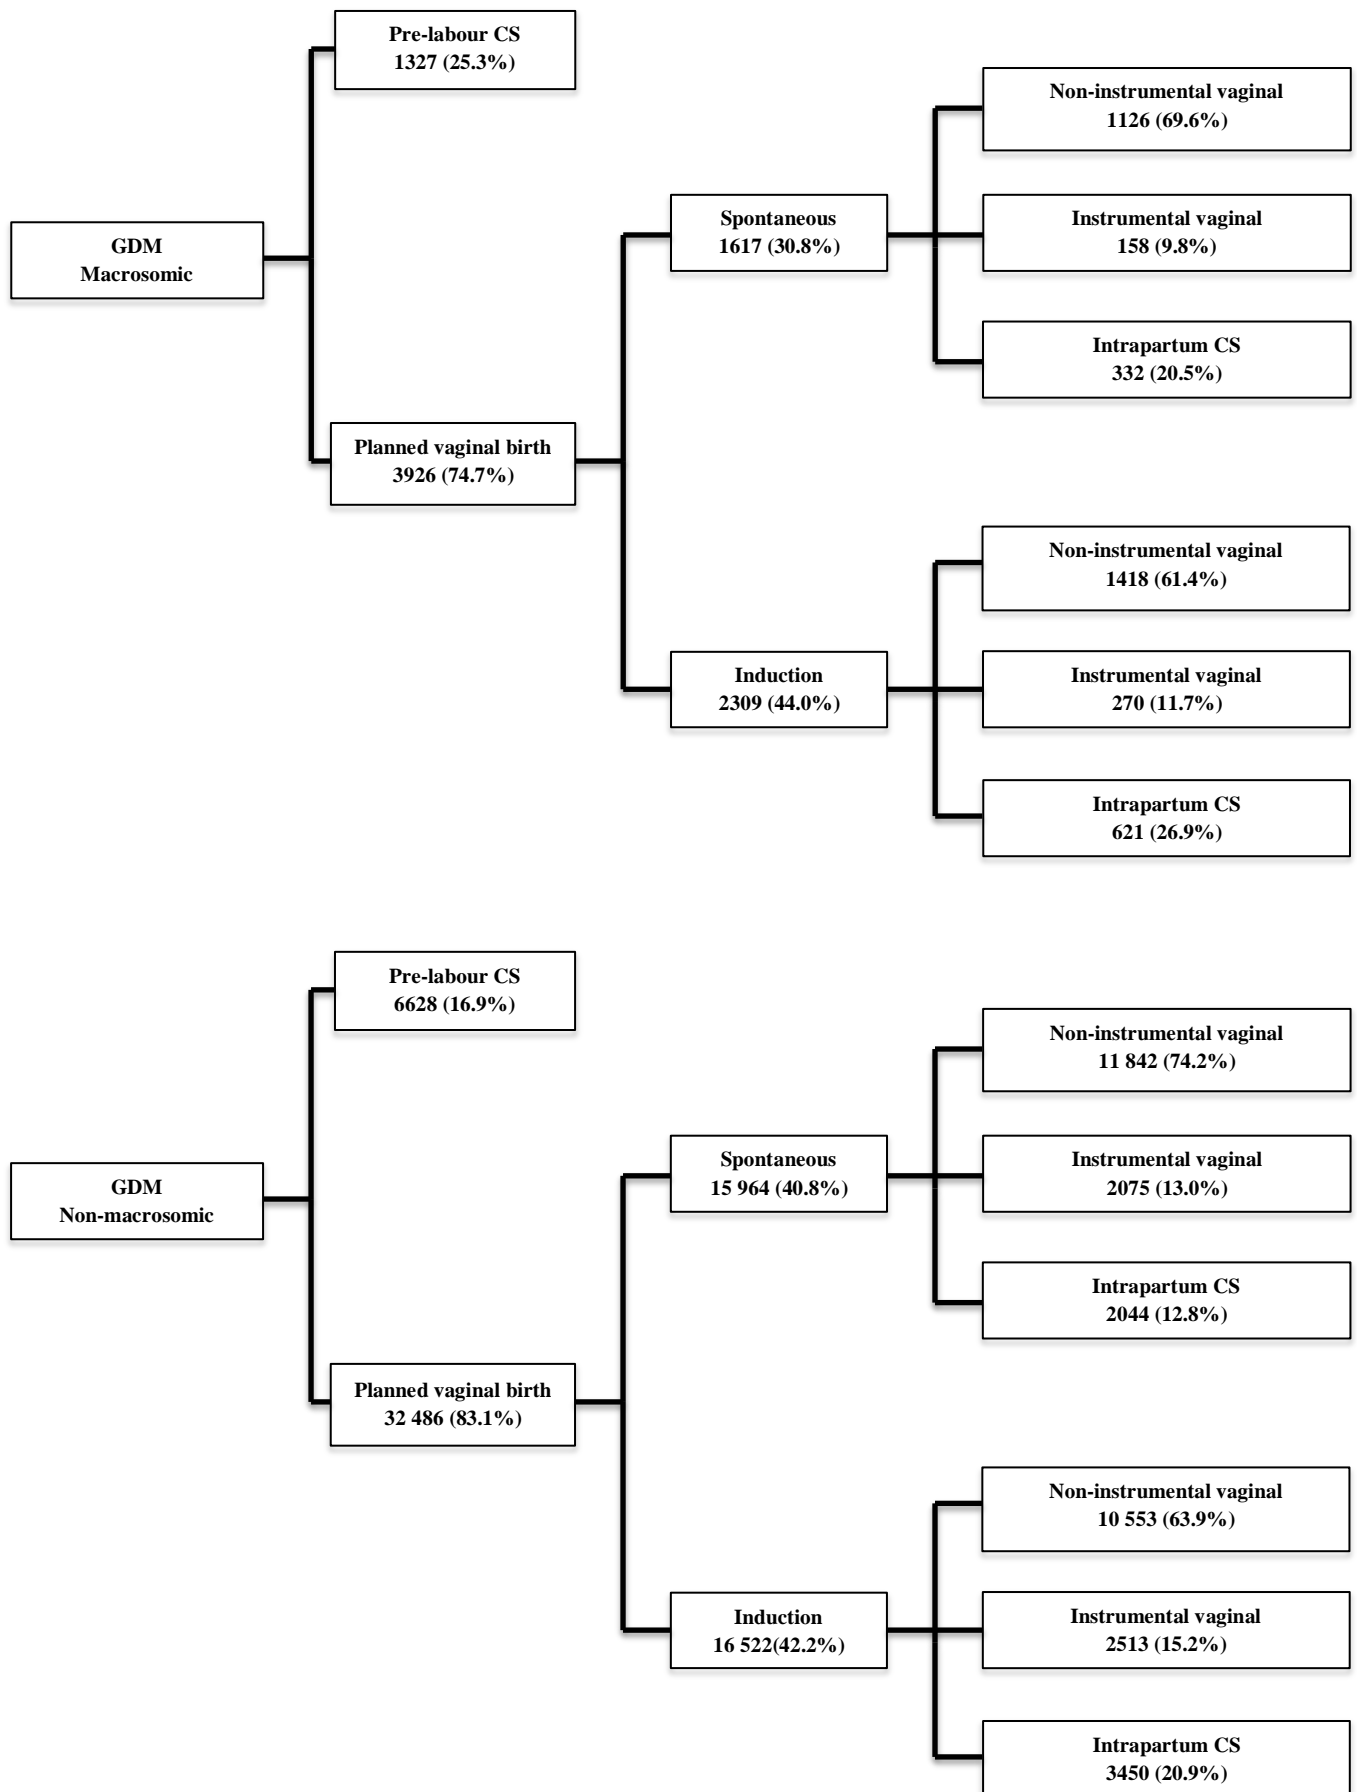 Pre-labour CS
1327 (25.3%)
Non-instrumental vaginal
1126 (69.6%)
Spontaneous
1617 (30.8%)
Instrumental vaginal
158 (9.8%)
GDM
Macrosomic
Intrapartum CS
332 (20.5%)
Planned vaginal birth
3926 (74.7%)
Non-instrumental vaginal
1418 (61.4%)
Induction
2309 (44.0%)
Instrumental vaginal
270 (11.7%)
Intrapartum CS
621 (26.9%)
Pre-labour CS
6628 (16.9%)
Non-instrumental vaginal
11 842 (74.2%)
Spontaneous
15 964 (40.8%)
Instrumental vaginal
2075 (13.0%)
GDM
Non-macrosomic
Intrapartum CS
2044 (12.8%)
Planned vaginal birth
32 486 (83.1%)
Non-instrumental vaginal
10 553 (63.9%)
Induction
16 522(42.2%)
Instrumental vaginal
2513 (15.2%)
Intrapartum CS
3450 (20.9%)